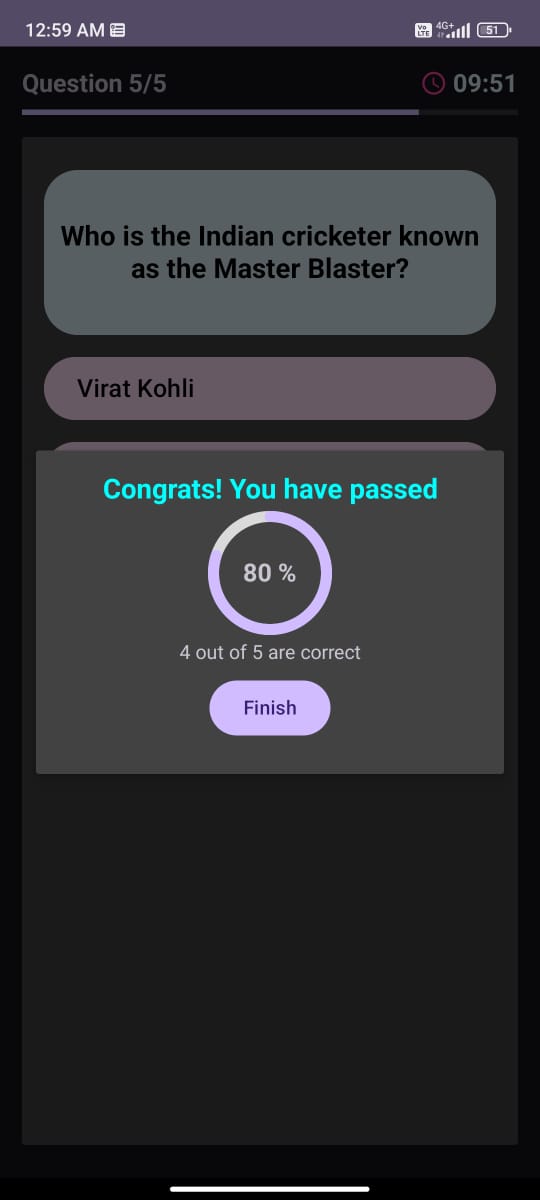 12:59 AM
Vo LTE 4G+ 51
Question 5/5
09:51
Who is the Indian cricketer known
as the Master Blaster?
Virat Kohli
Congrats! You have passed
80 %
4 out of 5 are correct
Finish